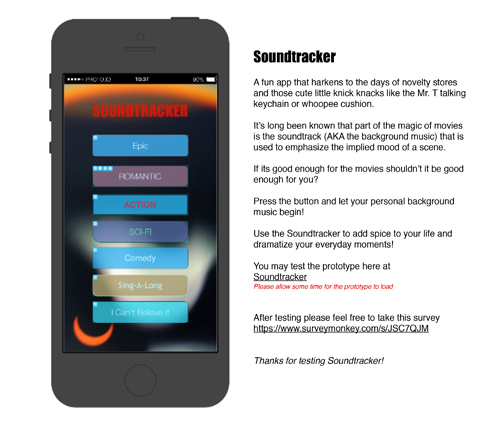 PROTO.IO 10:37 90%
SOUNDTRACKER
Epic
ROMANTIC
ACTION
SCI-FI
Comedy
Sing-A-Long
I Can't Believe It
Soundtracker
A fun app that harkens to the days of novelty stores
and those cute little knick knacks like the Mr. T talking
keychain or whoopee cushion.
It's long been known that part of the magic of movies
is the soundtrack (AKA the background music) that is
used to emphasize the implied mood of a scene.
If its good enough for the movies shouldn't it be good
enough for you?
Press the button and let your personal background
music begin!
Use the Soundtracker to add spice to your life and
dramatize your everyday moments!
You may test the prototype here at
Soundtracker
Please allow some time for the prototype to load
After testing please feel free to take this survey
https://www.surveymonkey.com/s/JSC7QJM
Thanks for testing Soundtracker!